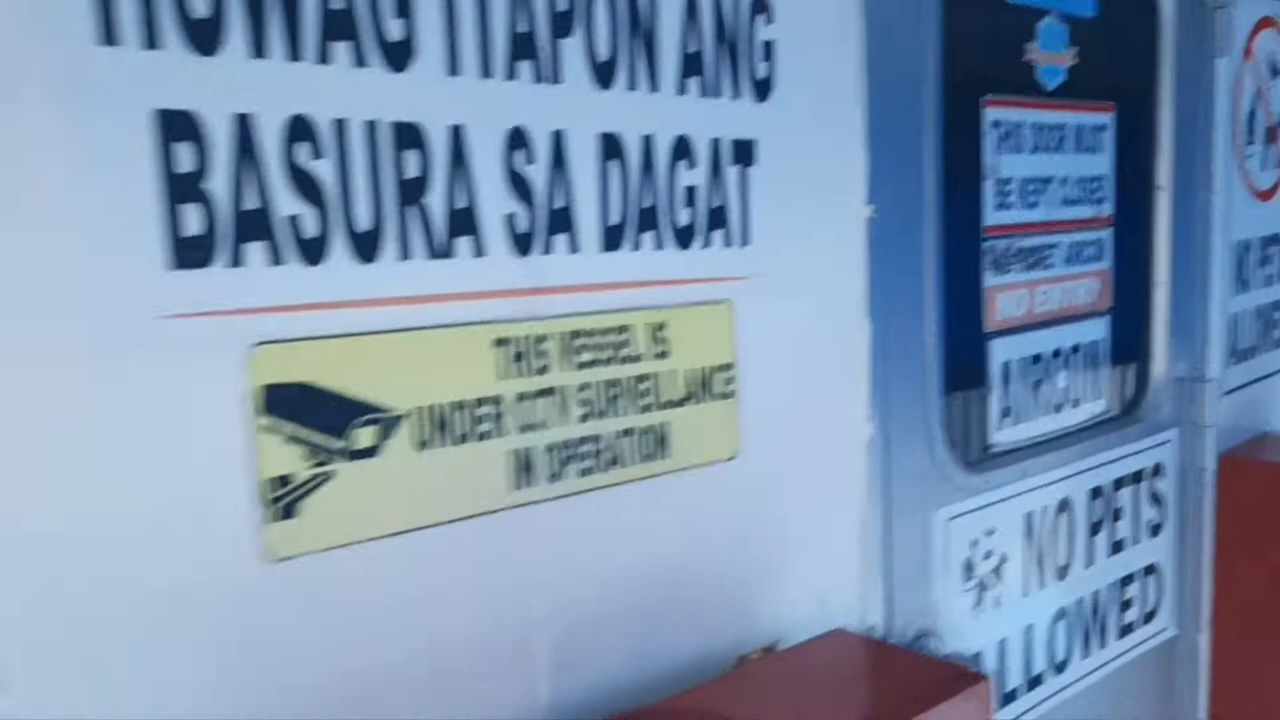 HUWAG ITAPON ANG
BASURA SA DAGAT
THIS VESSEL IS
UNDER CCTV SURVEILLANCE
IN OPERATION
THIS DOOR MUST
BE KEPT CLOSED
NO ENTRY
AIRCON
NO PETS
ALLOWED